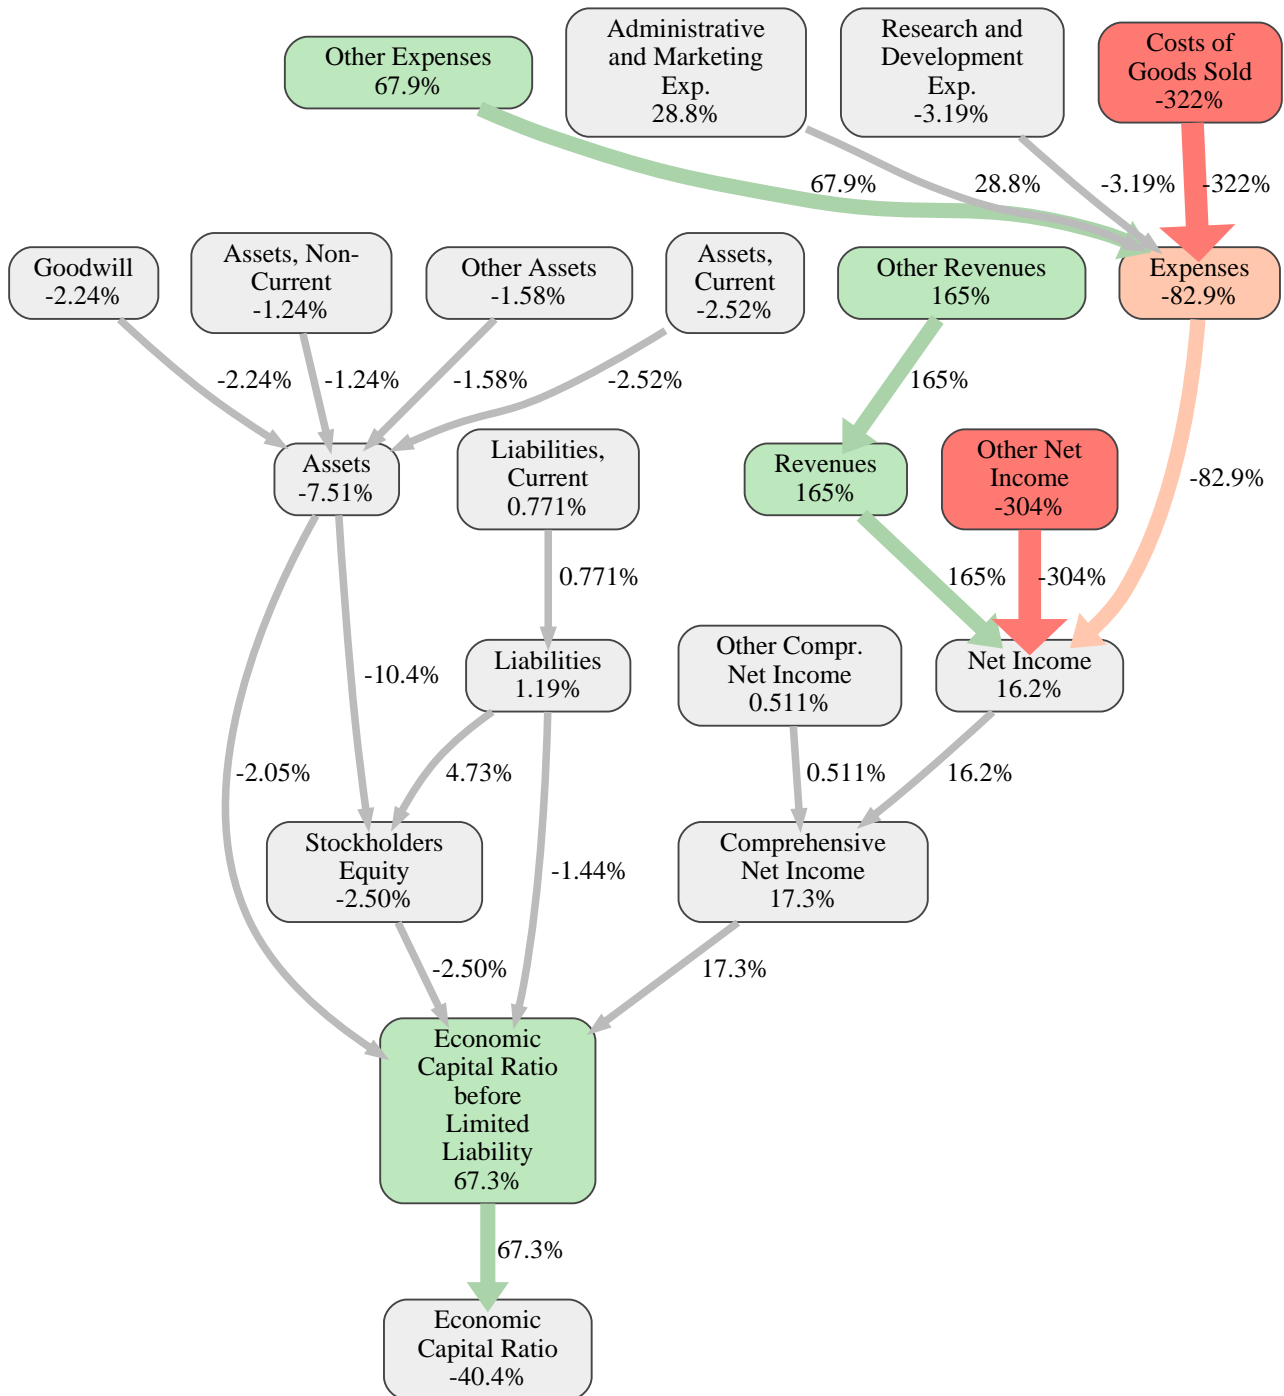 Other Expenses
67.9%
Administrative
and Marketing
Exp.
28.8%
Research and
Development
Exp.
-3.19%
Costs of
Goods Sold
-322%
67.9%
28.8%
-3.19%
-322%
Goodwill
-2.24%
Assets, Non-
Current
-1.24%
Other Assets
-1.58%
Assets,
Current
-2.52%
Other Revenues
165%
Expenses
-82.9%
-2.24%
-1.24%
-1.58%
-2.52%
165%
-82.9%
Assets
-7.51%
Liabilities,
Current
0.771%
Revenues
165%
Other Net
Income
-304%
0.771%
165%
-304%
Liabilities
1.19%
Other Compr.
Net Income
0.511%
Net Income
16.2%
-10.4%
-2.05%
4.73%
-1.44%
0.511%
16.2%
Stockholders
Equity
-2.50%
Comprehensive
Net Income
17.3%
-2.50%
17.3%
Economic
Capital Ratio
before
Limited
Liability
67.3%
67.3%
Economic
Capital Ratio
-40.4%